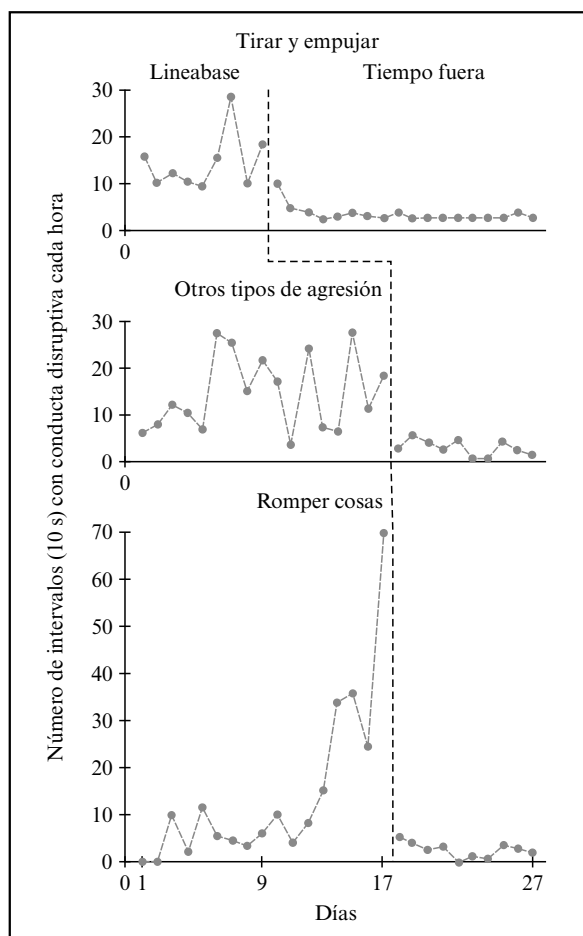 Tirar y empujar
Lineabase Tiempo fuera
Número de intervalos (10 s) con conducta disruptiva cada hora
30
20
10
0
0
Otros tipos de agresión
30
20
10
0
0
Romper cosas
70
60
50
40
30
20
10
0
0 1 9 17 27
Días